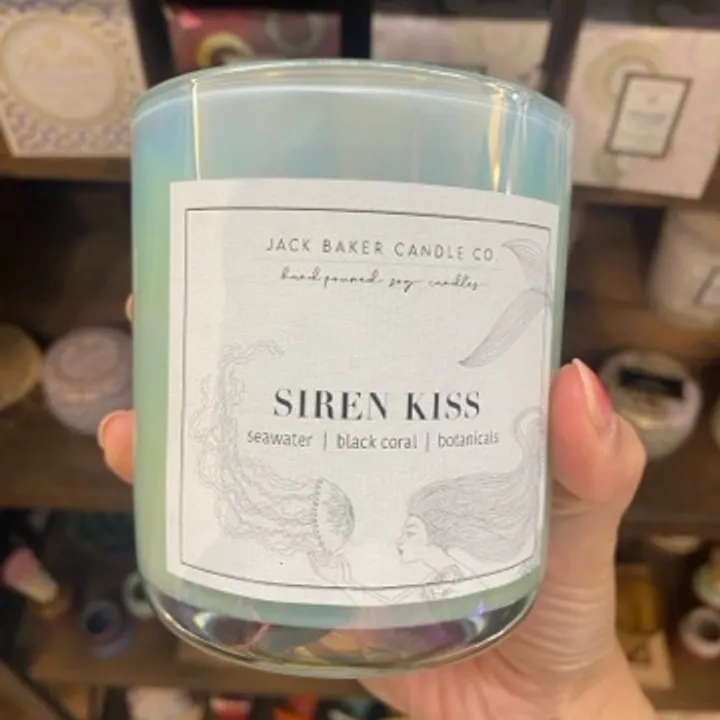 JACK BAKER CANDLE CO
hand poured soy candles
SIREN KISS
seawater | black coral | botanicals